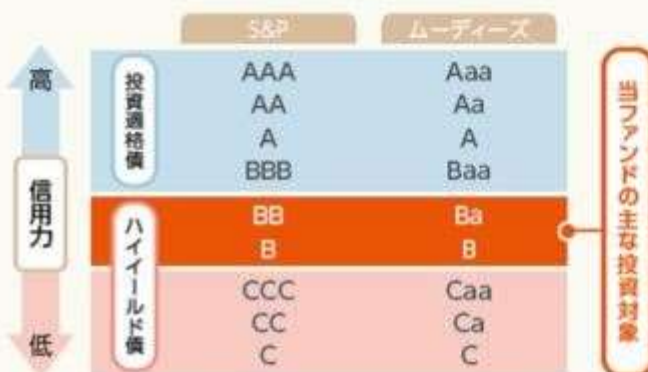 S&P ムーディーズ
高
信用力
低
投資適格債
AAA Aaa
AA Aa
A A
BBB Baa
ハイイールド債
BB Ba
B B
CCC Caa
CC Ca
C C
当ファンドの主な投資対象